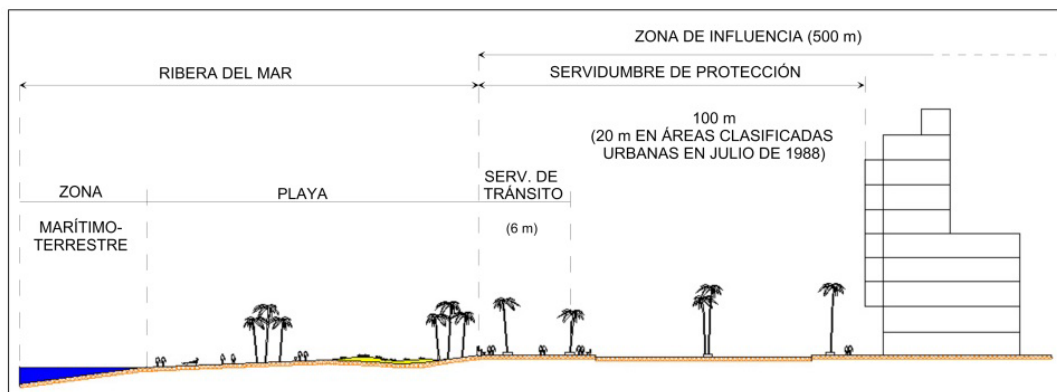 ZONA DE INFLUENCIA (500 m)
RIBERA DEL MAR
SERVIDUMBRE DE PROTECCIÓN
100 m
(20 m EN ÁREAS CLASIFICADAS
URBANAS EN JULIO DE 1988)
ZONA
MARÍTIMO-
TERRESTRE
PLAYA
SERV. DE
TRÁNSITO
(6 m)